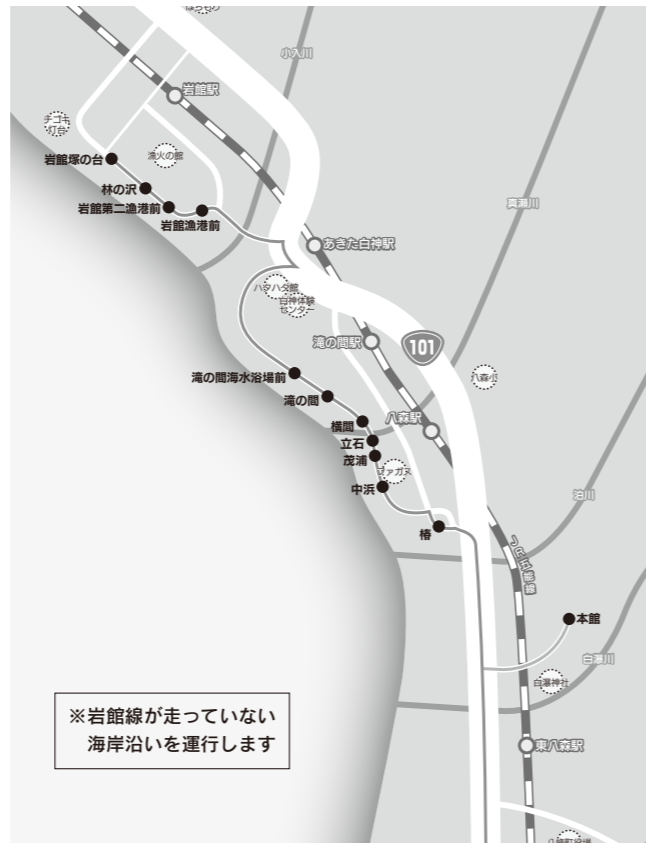 小入川
岩館駅
チゴキ
灯台
岩館塚の台
漁火の館
林の沢
岩館第二漁港前
岩館漁港前
真瀬川
あきた白神駅
ハタハタ館
白神体験
センター
滝の間駅
101
滝の間海水浴場前
八森小
滝の間
横間
八森駅
立石
茂浦
ファガス
中浜
泊川
椿
本館
白瀑川
白瀑神社
東八森駅
※岩館線が走っていない
海岸沿いを運行します